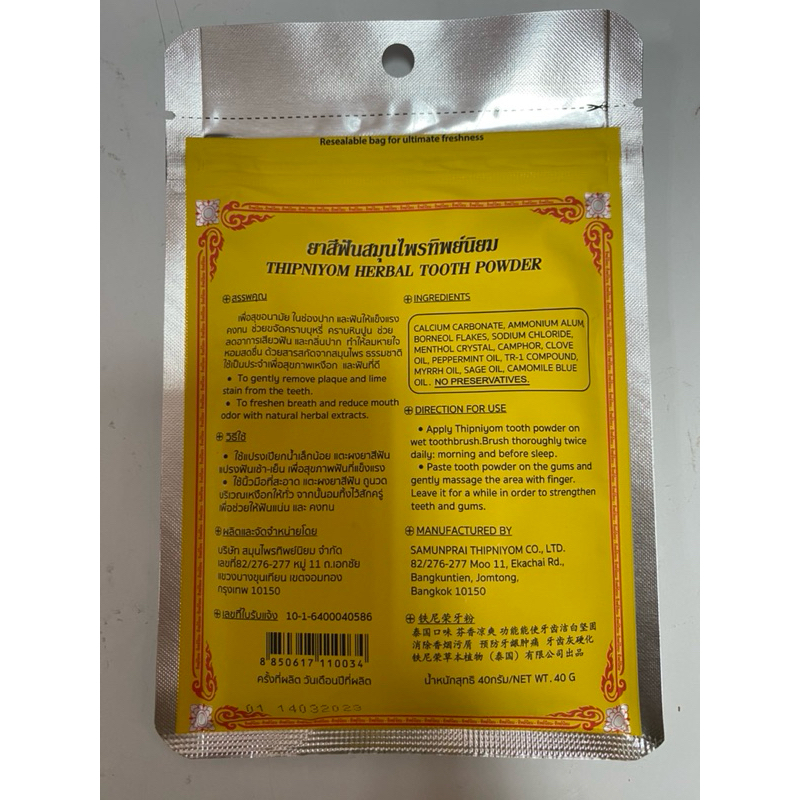 Resealable bag for ultimate freshness
ยาสีฟันสมุนไพรทิพย์นิยม
THIPNIYOM HERBAL TOOTH POWDER
สรรพคุณ
เพื่อสุขอนามัย ในช่องปาก และฟันให้แข็งแรง
คงทน ช่วยขจัดคราบบุหรี่ คราบหินปูน ช่วย
ลดอาการเสียวฟัน และกลิ่นปาก ทำให้ลมหายใจ
หอมสดชื่น ด้วยสารสกัดจากสมุนไพร ธรรมชาติ
ใช้เป็นประจำเพื่อสุขภาพเหงือก และฟันที่ดี
• To gently remove plaque and lime
stain from the teeth.
• To freshen breath and reduce mouth
odor with natural herbal extracts.
วิธีใช้
• ใช้แปรงเปียกน้ำเล็กน้อย แตะผงยาสีฟัน
แปรงฟันเช้า-เย็น เพื่อสุขภาพฟันที่แข็งแรง
• ใช้นิ้วมือที่สะอาด แตะผงยาสีฟัน ถูนวด
บริเวณเหงือกให้ทั่ว จากนั้นอมทิ้งไว้สักครู่
เพื่อช่วยให้ฟันแน่น และ คงทน
ผลิตและจัดจำหน่ายโดย
บริษัท สมุนไพรทิพย์นิยม จำกัด
เลขที่82/276-277 หมู่ 11 ถ.เอกชัย
แขวงบางขุนเทียน เขตจอมทอง
กรุงเทพ 10150
เลขที่ใบรับแจ้ง 10-1-6400040586
8 850617 110034
ครั้งที่ผลิต วันเดือนปีที่ผลิต
01 14032023
INGREDIENTS
CALCIUM CARBONATE, AMMONIUM ALUM,
BORNEOL FLAKES, SODIUM CHLORIDE,
MENTHOL CRYSTAL, CAMPHOR, CLOVE
OIL, PEPPERMINT OIL, TR-1 COMPOUND,
MYRRH OIL, SAGE OIL, CAMOMILE BLUE
OIL. NO PRESERVATIVES.
DIRECTION FOR USE
• Apply Thipniyom tooth powder on
wet toothbrush.Brush thoroughly twice
daily: morning and before sleep.
• Paste tooth powder on the gums and
gently massage the area with finger.
Leave it for a while in order to strengthen
teeth and gums.
MANUFACTURED BY
SAMUNPRAI THIPNIYOM CO., LTD.
82/276-277 Moo 11, Ekachai Rd.,
Bangkuntien, Jomtong,
Bangkok 10150
铁尼荣牙粉
泰国口味 芬香凉爽 功能能使牙齿洁白坚固
消除香烟污质 预防牙龈肿痛 牙齿灰硬化
铁尼荣草本植物（泰国）有限公司出品
น้ำหนักสุทธิ 40กรัม/NET WT. 40 G